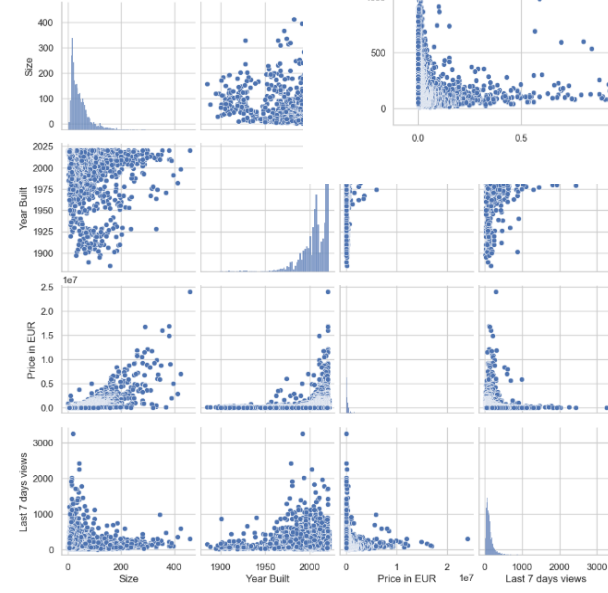 400
300
200
100
0
Size
500
0
0.0 0.5
2025
2000
1975
1950
1925
1900
Year Built
1e7
2.5
2.0
1.5
1.0
0.5
0.0
Price in EUR
3000
2000
1000
0
Last 7 days views
0 200 400
Size
1900 1950 2000
Year Built
0 1 2
1e7
Price in EUR
0 1000 2000 3000
Last 7 days views